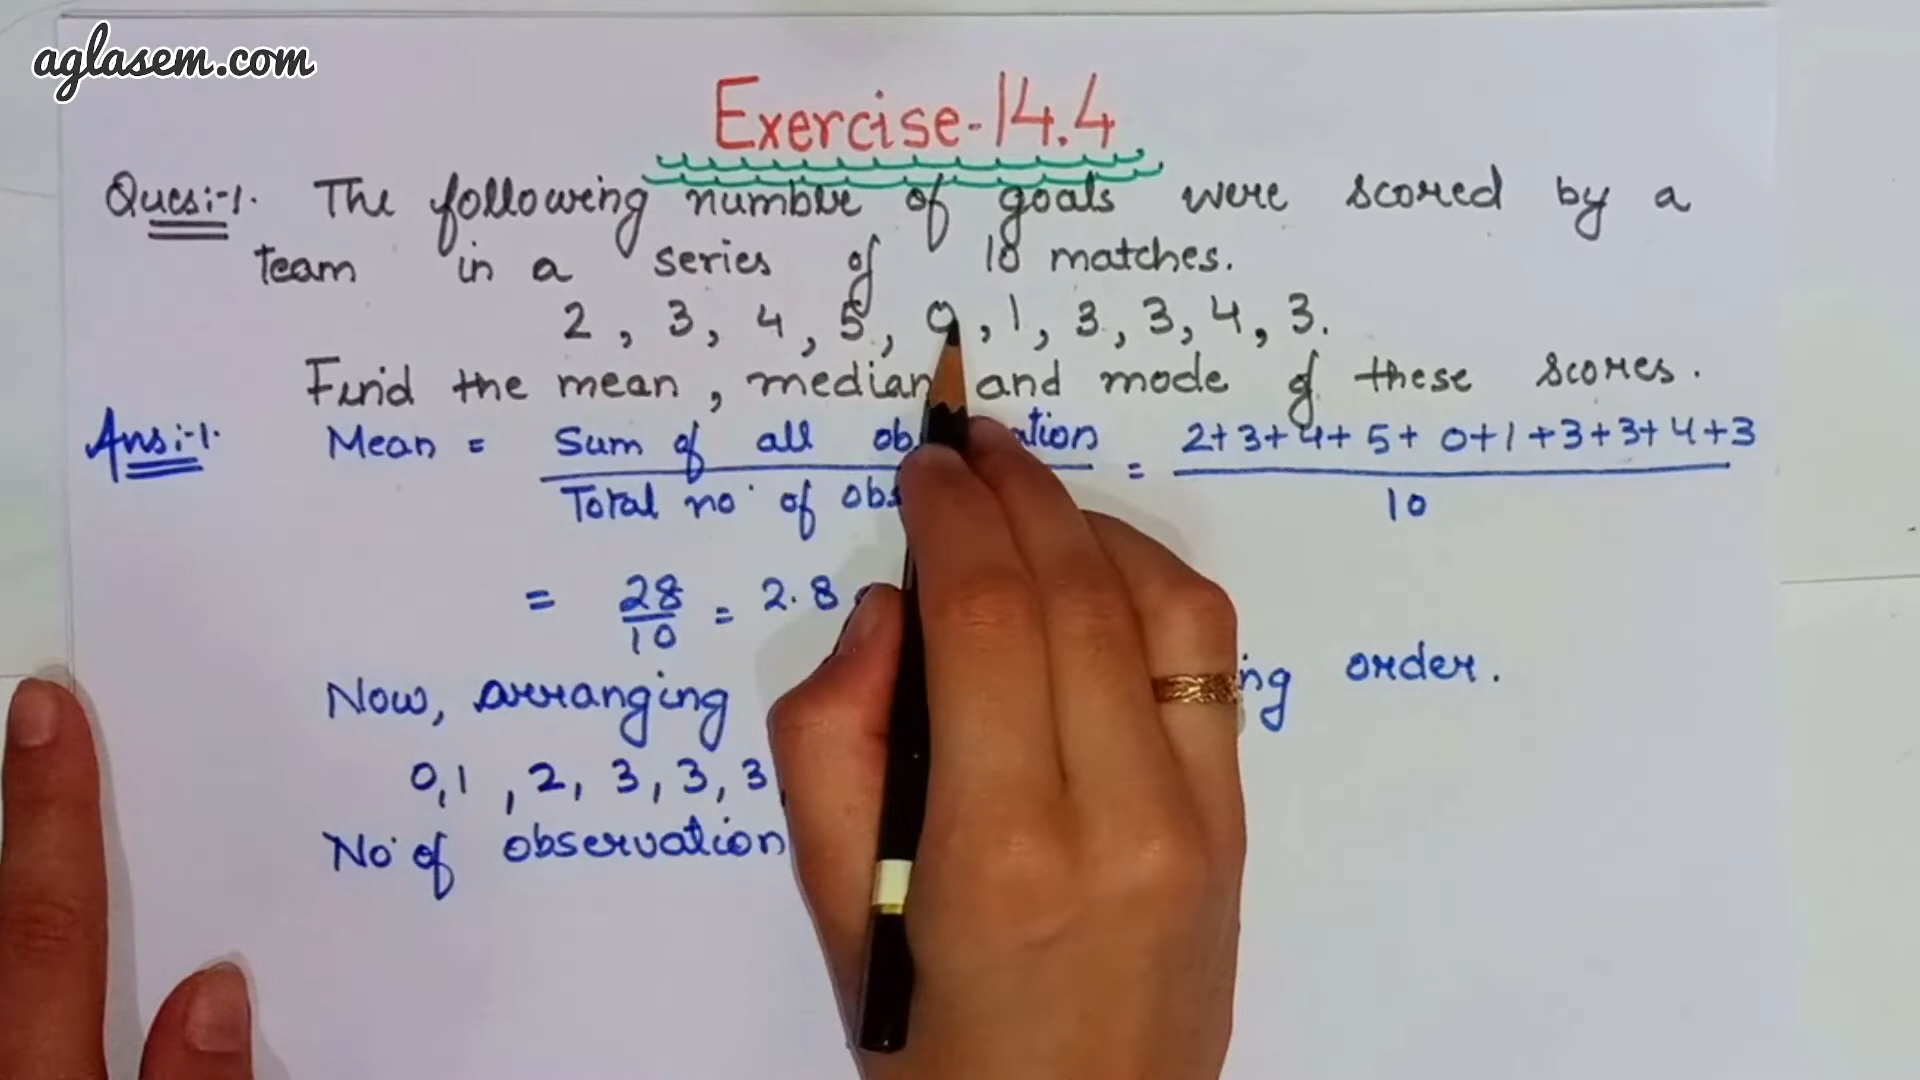 aglasem.com
Exercise-14.4
Ques:-1. The following number of goals were scored by a
team in a series of 10 matches.
2, 3, 4, 5, 0, 1, 3, 3, 4, 3.
Find the mean, median and mode of these scores.
Ans:-1. Mean = Sum of all = 2+3+4+5+0+1+3+3+4+3
Total no. of 10
= 28/10 = 2.8
Now, arranging order.
0,1, 2, 3, 3, 3
No. of observation